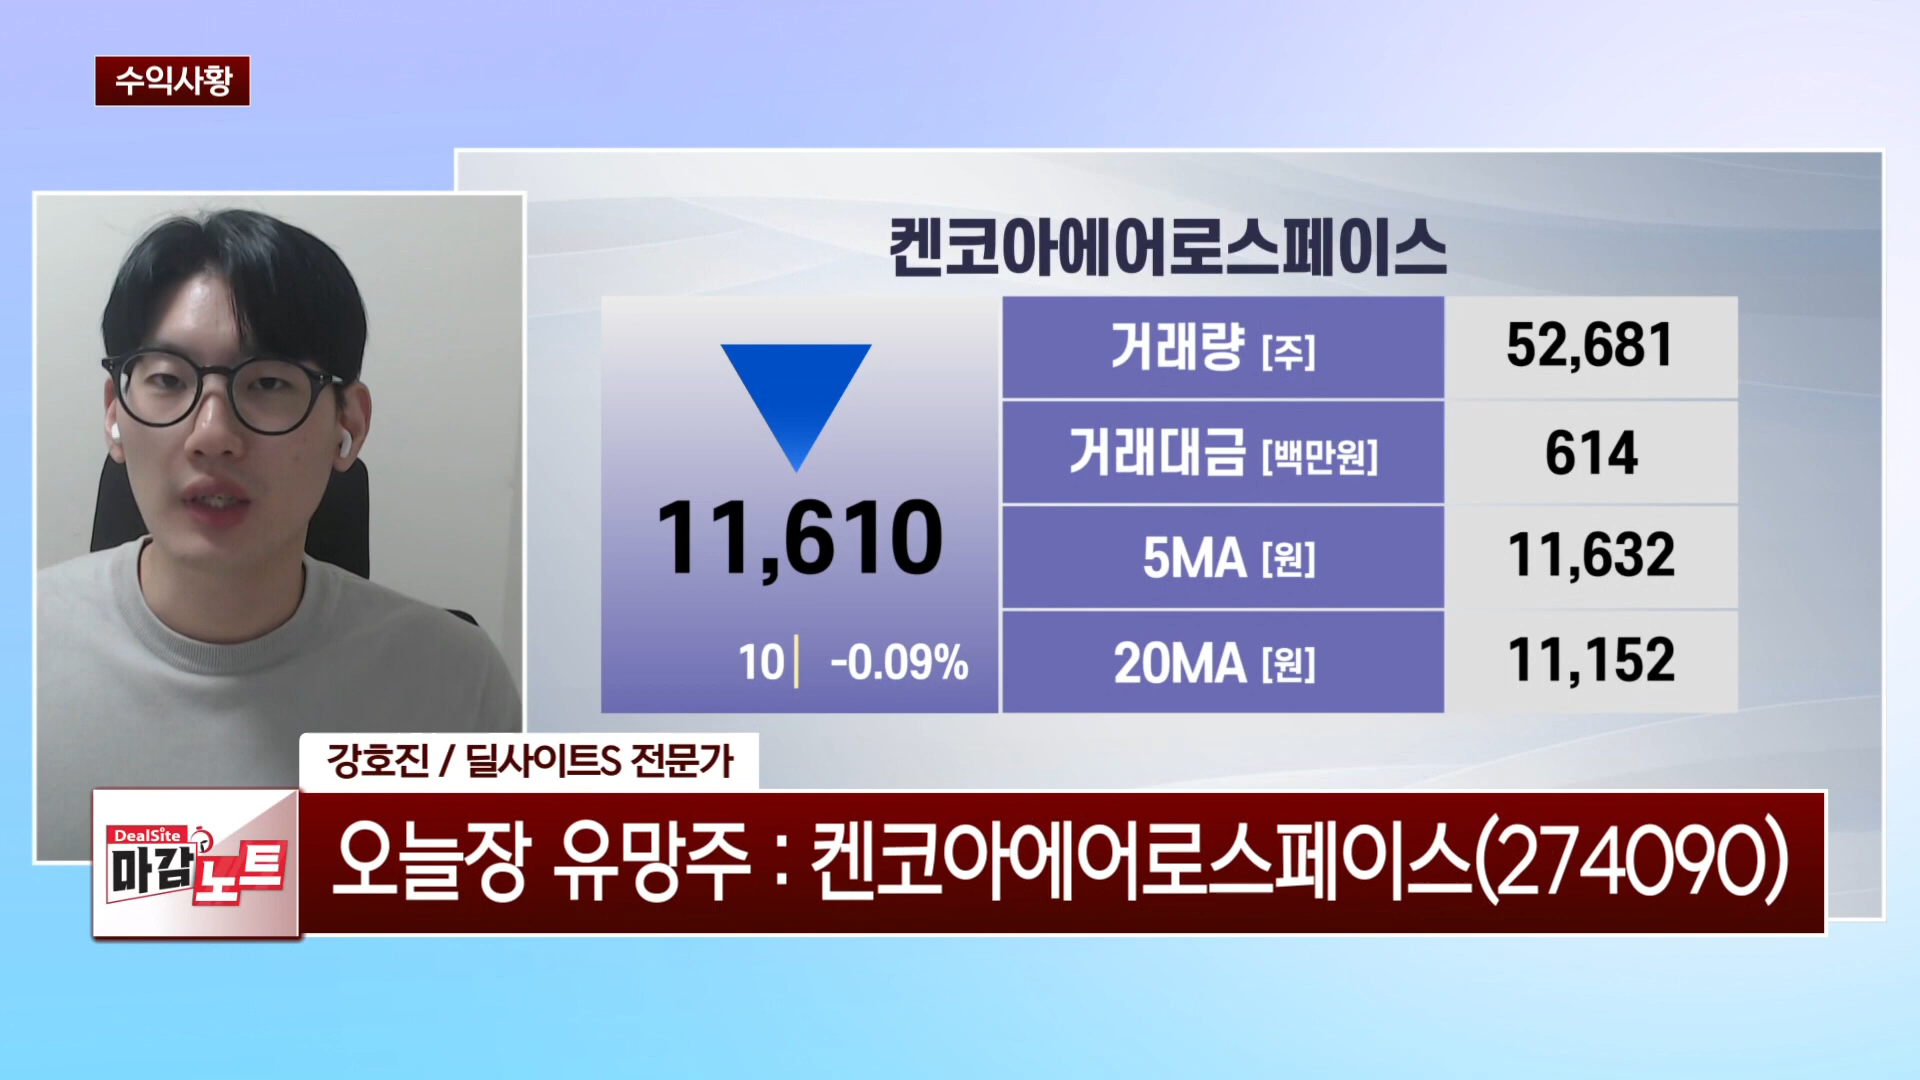 수익사황
켄코아에어로스페이스
11,610
10 -0.09%
거래량 [주] 52,681
거래대금 [백만원] 614
5MA [원] 11,632
20MA [원] 11,152
강호진 / 딜사이트S 전문가
DealSite
마감노트
오늘장 유망주 : 켄코아에어로스페이스(274090)